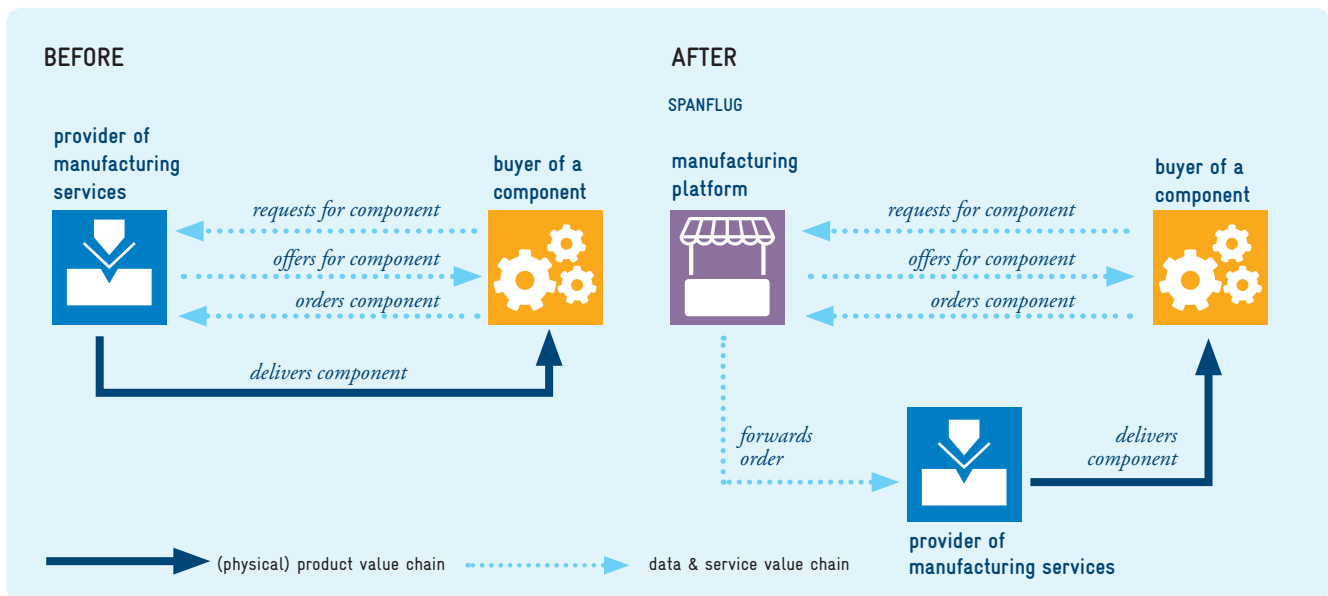 BEFORE
provider of
manufacturing
services
buyer of a
component
requests for component
offers for component
orders component
delivers component
AFTER
SPANFLUG
manufacturing
platform
buyer of a
component
requests for component
offers for component
orders component
forwards
order
delivers
component
provider of
manufacturing services
(physical) product value chain
data & service value chain